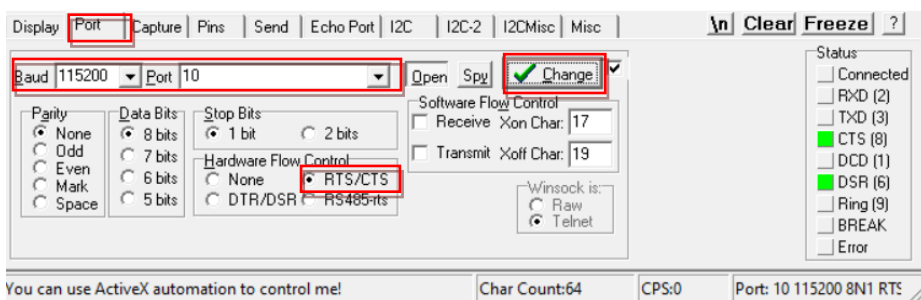 Display Port Capture Pins Send Echo Port I2C I2C-2 I2CMisc Misc \n Clear Freeze ?
Baud 115200 Port 10 Open Spy Change
Status
Connected
RXD (2)
TXD (3)
CTS (8)
DCD (1)
DSR (6)
Ring (9)
BREAK
Error
Parity
None
Odd
Even
Mark
Space
Data Bits
8 bits
7 bits
6 bits
5 bits
Stop Bits
1 bit 2 bits
Hardware Flow Control
None RTS/CTS
DTR/DSR RS485-rts
Software Flow Control
Receive Xon Char: 17
Transmit Xoff Char: 19
Winsock is:
Raw
Telnet
You can use ActiveX automation to control me! Char Count:64 CPS:0 Port: 10 115200 8N1 RTS